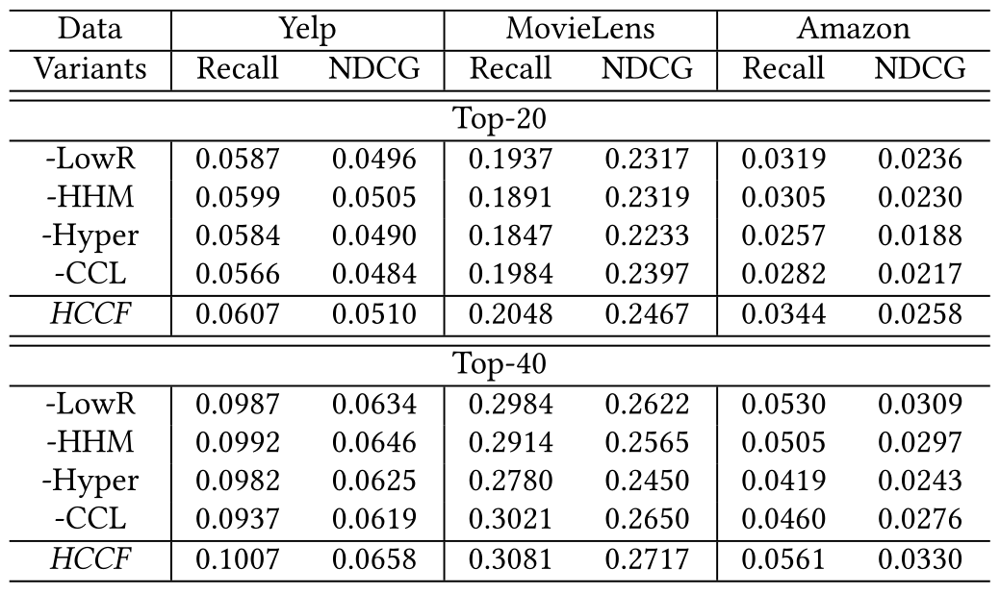 Data Yelp MovieLens Amazon
Variants Recall NDCG Recall NDCG Recall NDCG
Top-20
-LowR 0.0587 0.0496 0.1937 0.2317 0.0319 0.0236
-HHM 0.0599 0.0505 0.1891 0.2319 0.0305 0.0230
-Hyper 0.0584 0.0490 0.1847 0.2233 0.0257 0.0188
-CCL 0.0566 0.0484 0.1984 0.2397 0.0282 0.0217
HCCF 0.0607 0.0510 0.2048 0.2467 0.0344 0.0258
Top-40
-LowR 0.0987 0.0634 0.2984 0.2622 0.0530 0.0309
-HHM 0.0992 0.0646 0.2914 0.2565 0.0505 0.0297
-Hyper 0.0982 0.0625 0.2780 0.2450 0.0419 0.0243
-CCL 0.0937 0.0619 0.3021 0.2650 0.0460 0.0276
HCCF 0.1007 0.0658 0.3081 0.2717 0.0561 0.0330